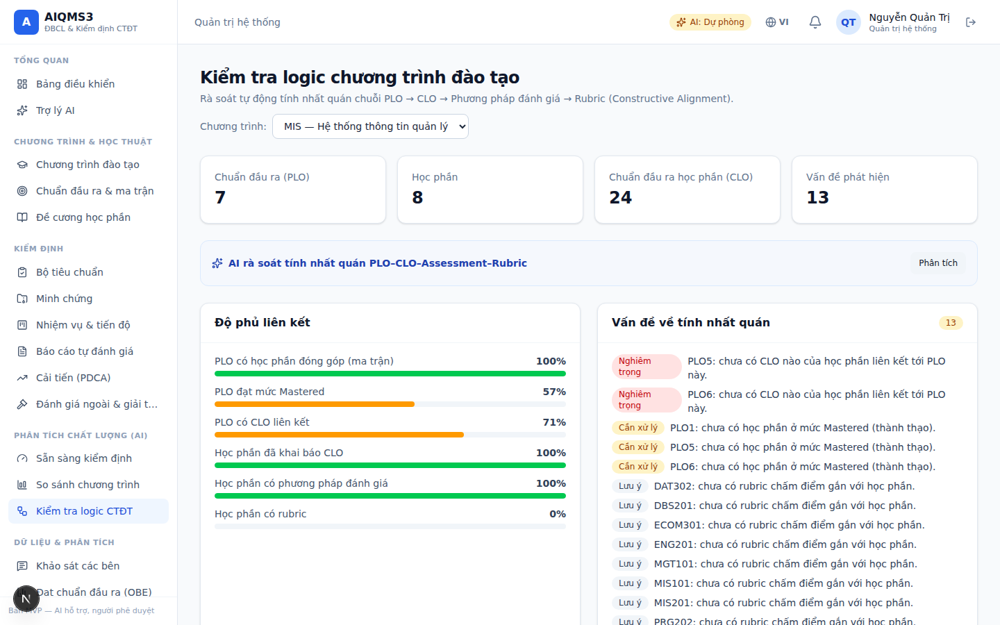 A
AIQMS3
ĐBCL & Kiểm định CTĐT
TỔNG QUAN
Bảng điều khiển
Trợ lý AI
CHƯƠNG TRÌNH & HỌC THUẬT
Chương trình đào tạo
Chuẩn đầu ra & ma trận
Đề cương học phần
KIỂM ĐỊNH
Bộ tiêu chuẩn
Minh chứng
Nhiệm vụ & tiến độ
Báo cáo tự đánh giá
Cải tiến (PDCA)
Đánh giá ngoài & giải t...
PHÂN TÍCH CHẤT LƯỢNG (AI)
Sẵn sàng kiểm định
So sánh chương trình
Kiểm tra logic CTĐT
DỮ LIỆU & PHÂN TÍCH
Khảo sát các bên
Đạt chuẩn đầu ra (OBE)
N
MVP — AI hỗ trợ, người phê duyệt
Quản trị hệ thống
AI: Dự phòng
VI
QT
Nguyễn Quản Trị
Quản trị hệ thống
Kiểm tra logic chương trình đào tạo
Rà soát tự động tính nhất quán chuỗi PLO → CLO → Phương pháp đánh giá → Rubric (Constructive Alignment).
Chương trình:
MIS — Hệ thống thông tin quản lý
Chuẩn đầu ra (PLO)
7
Học phần
8
Chuẩn đầu ra học phần (CLO)
24
Vấn đề phát hiện
13
AI rà soát tính nhất quán PLO–CLO–Assessment–Rubric
Phân tích
Độ phủ liên kết
PLO có học phần đóng góp (ma trận) 100%
PLO đạt mức Mastered 57%
PLO có CLO liên kết 71%
Học phần đã khai báo CLO 100%
Học phần có phương pháp đánh giá 100%
Học phần có rubric 0%
Vấn đề về tính nhất quán 13
Nghiêm trọng
PLO5: chưa có CLO nào của học phần liên kết tới PLO
này.
Nghiêm trọng
PLO6: chưa có CLO nào của học phần liên kết tới PLO
này.
Cần xử lý PLO1: chưa có học phần ở mức Mastered (thành thạo).
Cần xử lý PLO5: chưa có học phần ở mức Mastered (thành thạo).
Cần xử lý PLO6: chưa có học phần ở mức Mastered (thành thạo).
Lưu ý DAT302: chưa có rubric chấm điểm gắn với học phần.
Lưu ý DBS201: chưa có rubric chấm điểm gắn với học phần.
Lưu ý ECOM301: chưa có rubric chấm điểm gắn với học phần.
Lưu ý ENG201: chưa có rubric chấm điểm gắn với học phần.
Lưu ý MGT101: chưa có rubric chấm điểm gắn với học phần.
Lưu ý MIS101: chưa có rubric chấm điểm gắn với học phần.
Lưu ý MIS201: chưa có rubric chấm điểm gắn với học phần.
Lưu ý PRG202: chưa có rubric chấm điểm gắn với học phần.